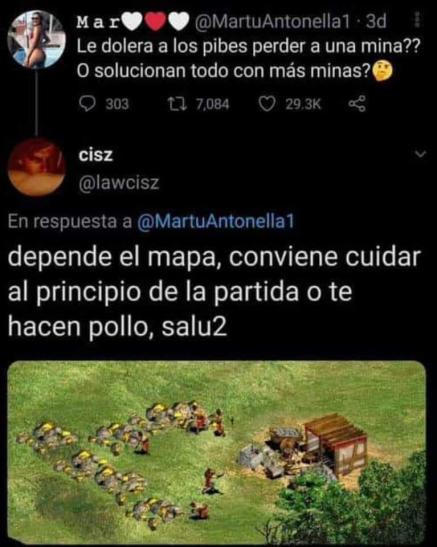 M a r🤍❤️🤍 @MartuAntonella1 · 3d
Le dolera a los pibes perder a una mina??
O solucionan todo con más minas?🤔
303 7,084 29.3K
cisz
@lawcisz
En respuesta a @MartuAntonella1
depende el mapa, conviene cuidar
al principio de la partida o te
hacen pollo, salu2